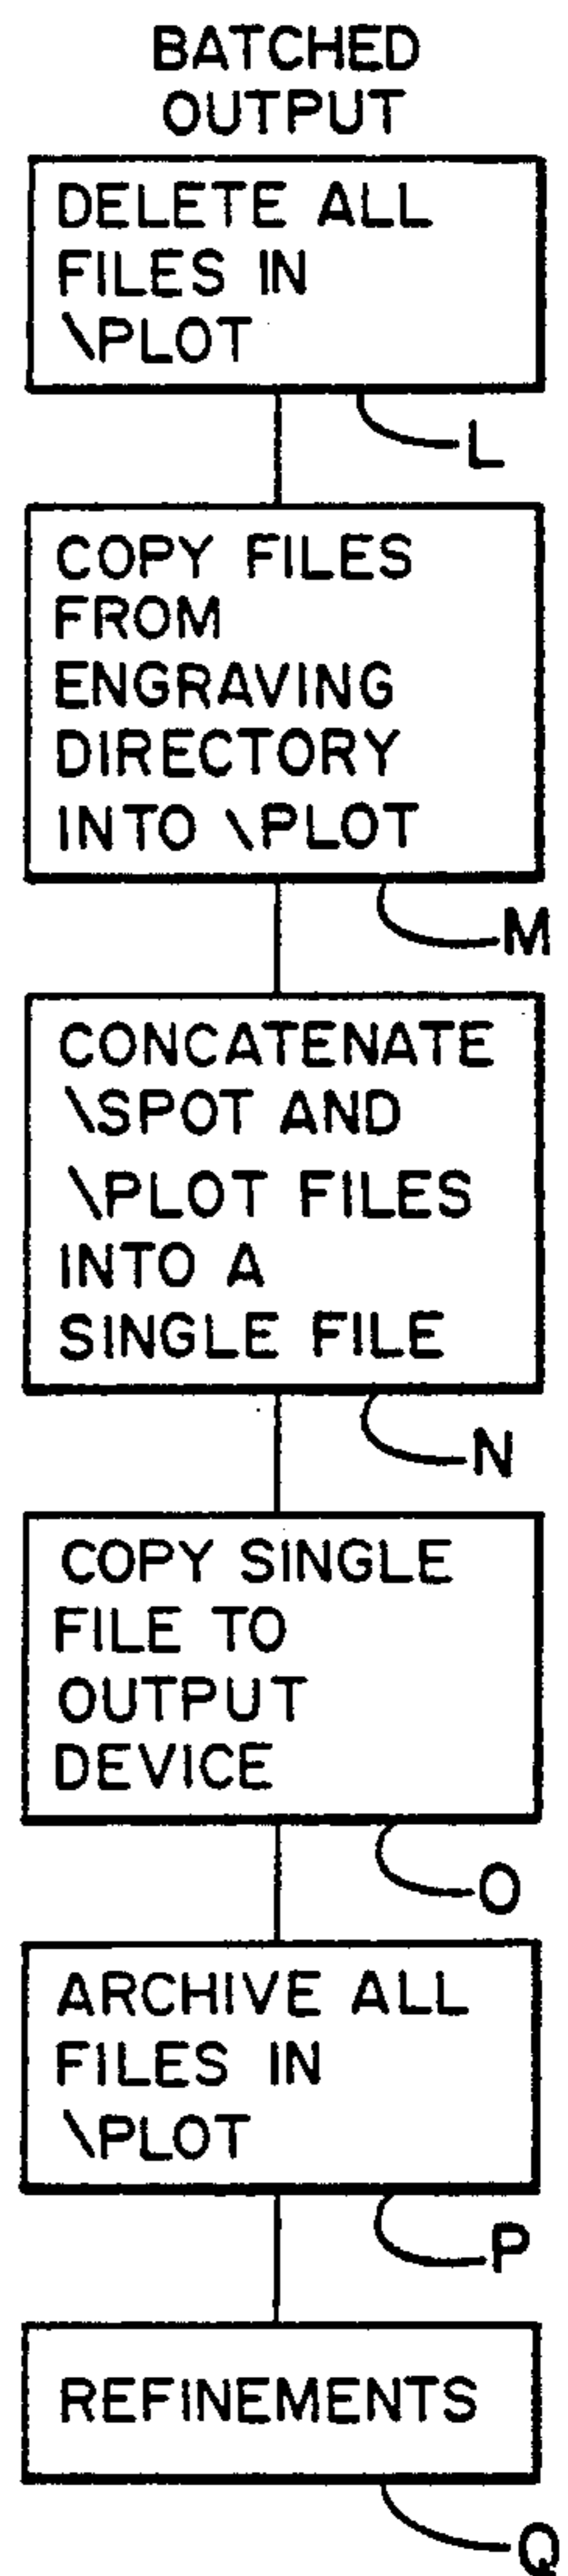 BATCHED
OUTPUT
DELETE ALL
FILES IN
\PLOT
L
COPY FILES
FROM
ENGRAVING
DIRECTORY
INTO \PLOT
M
CONCATENATE
\SPOT AND
\PLOT FILES
INTO A
SINGLE FILE
N
COPY SINGLE
FILE TO
OUTPUT
DEVICE
O
ARCHIVE ALL
FILES IN
\PLOT
P
REFINEMENTS
Q